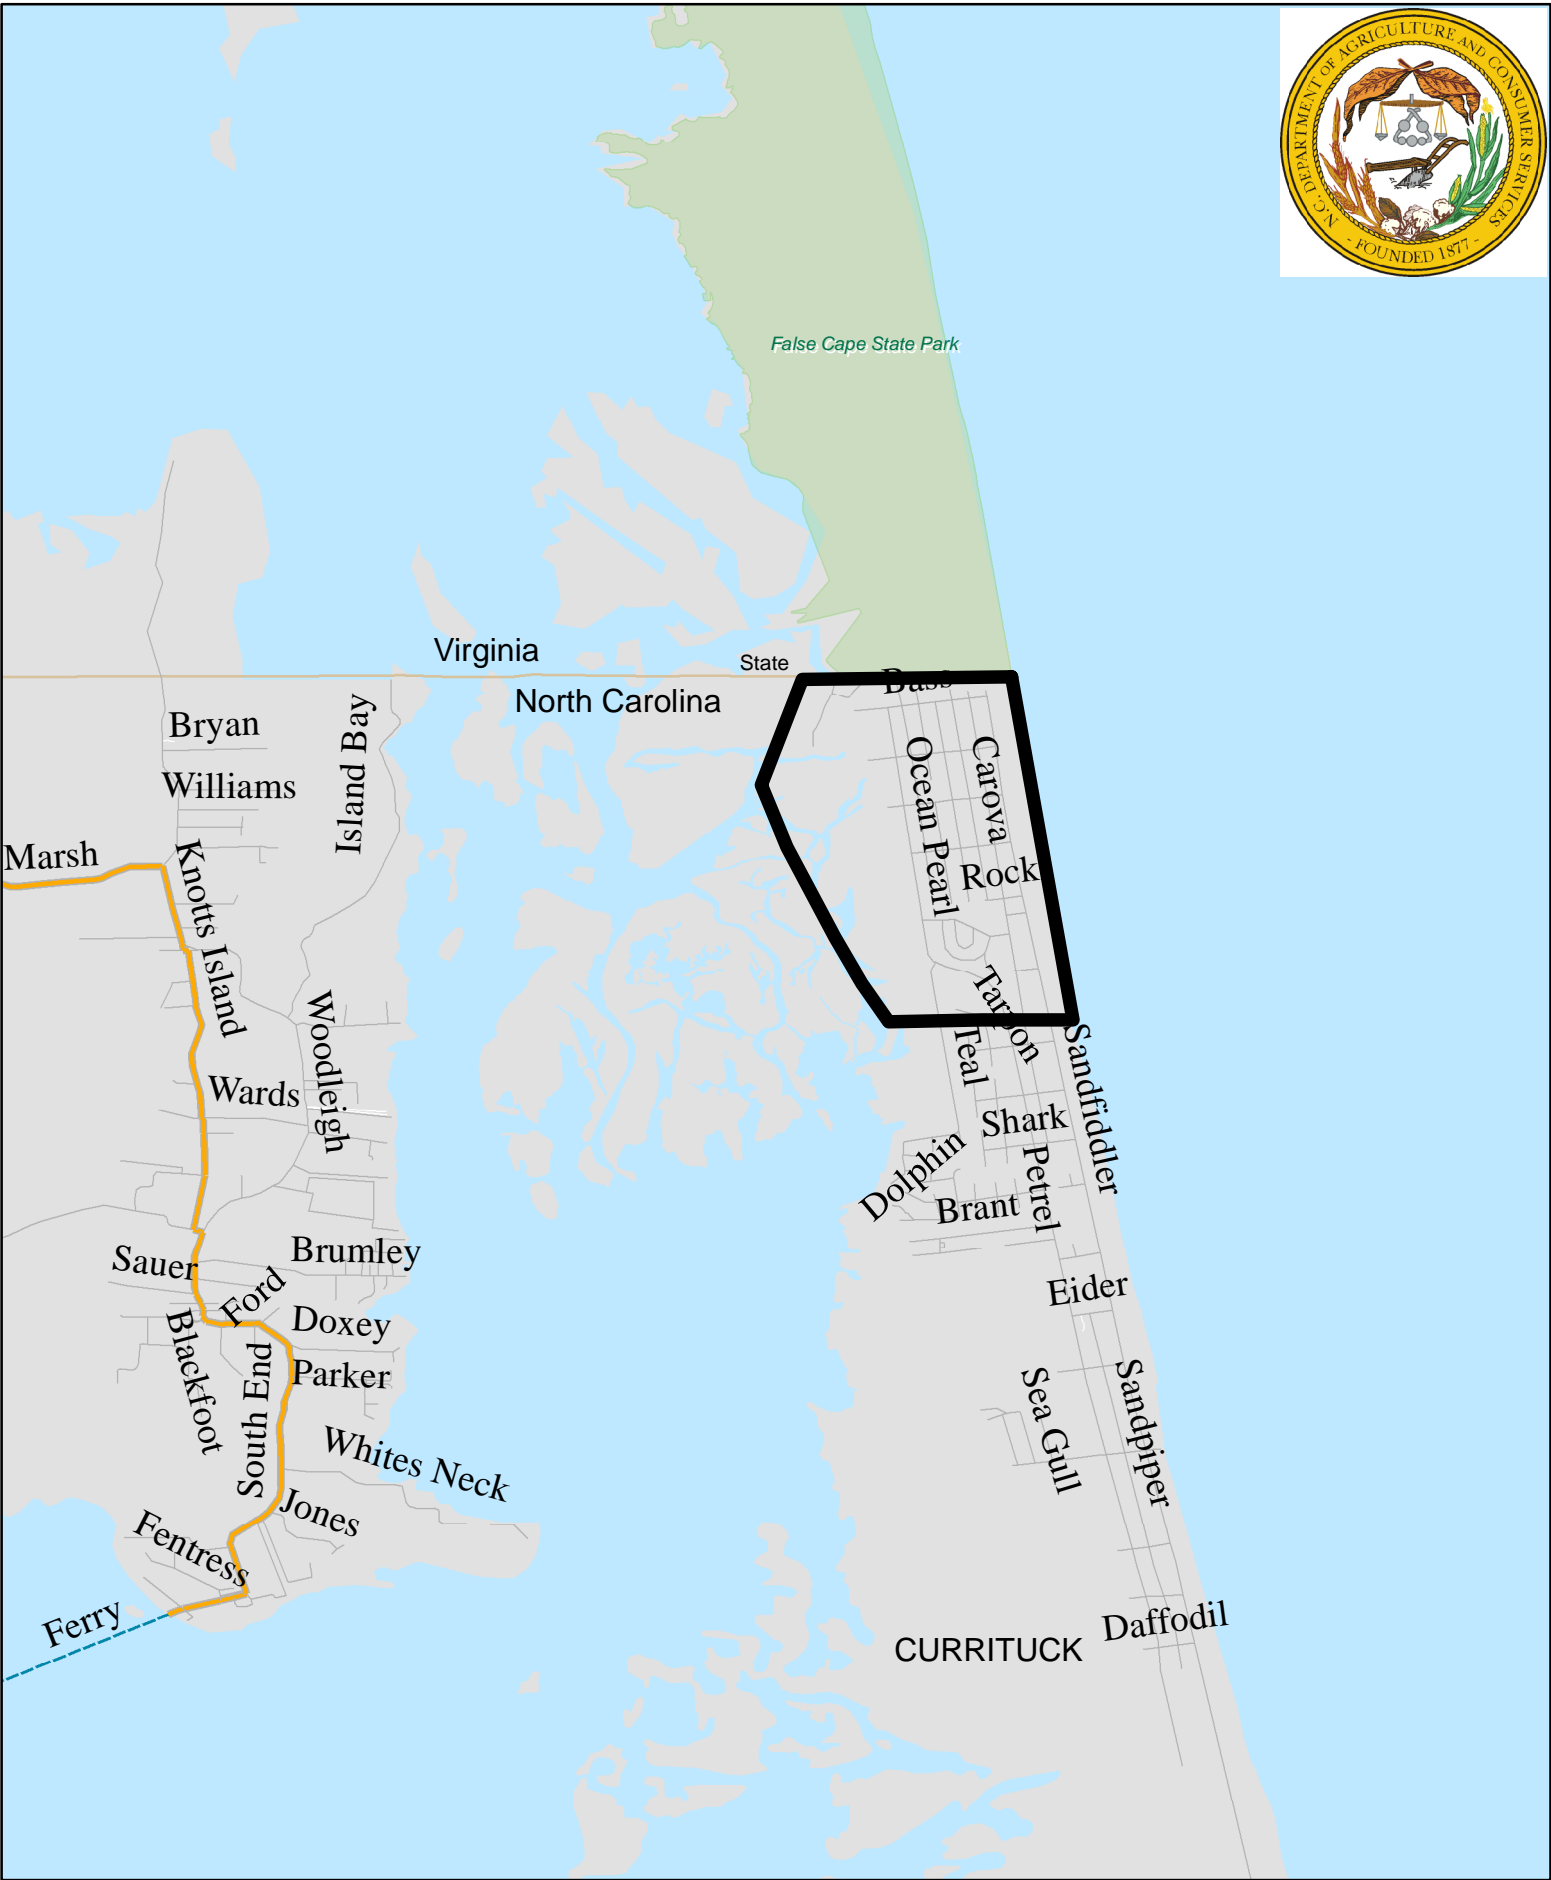 N.C. DEPARTMENT OF AGRICULTURE AND CONSUMER SERVICES
- FOUNDED 1877 -
False Cape State Park
Virginia
State
North Carolina
Bass
Bryan
Island Bay
Williams
Ocean Pearl
Carova
Marsh
Knotts Island
Rock
Tarpon
Woodleigh
Teal
Wards
Sandfiddler
Shark
Dolphin
Petrel
Brant
Sauer
Brumley
Ford
Eider
Doxey
Blackfoot
South End
Parker
Sea Gull
Sandpiper
Whites Neck
Jones
Fentress
Ferry
Daffodil
CURRITUCK